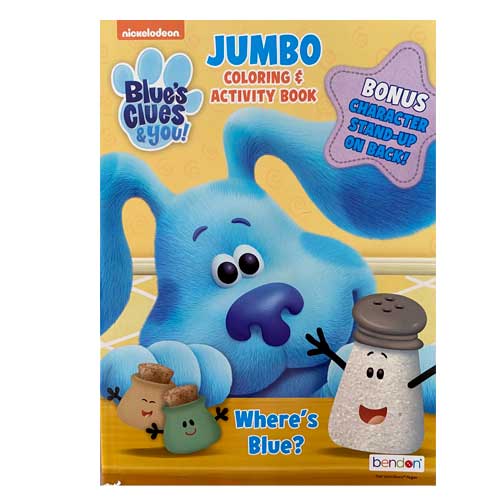 nickelodeon
JUMBO
COLORING &
ACTIVITY BOOK
Blue's
Clues
& YOU!
BONUS
CHARACTER
STAND-UP
ON BACK!
Where's
Blue?
bendon